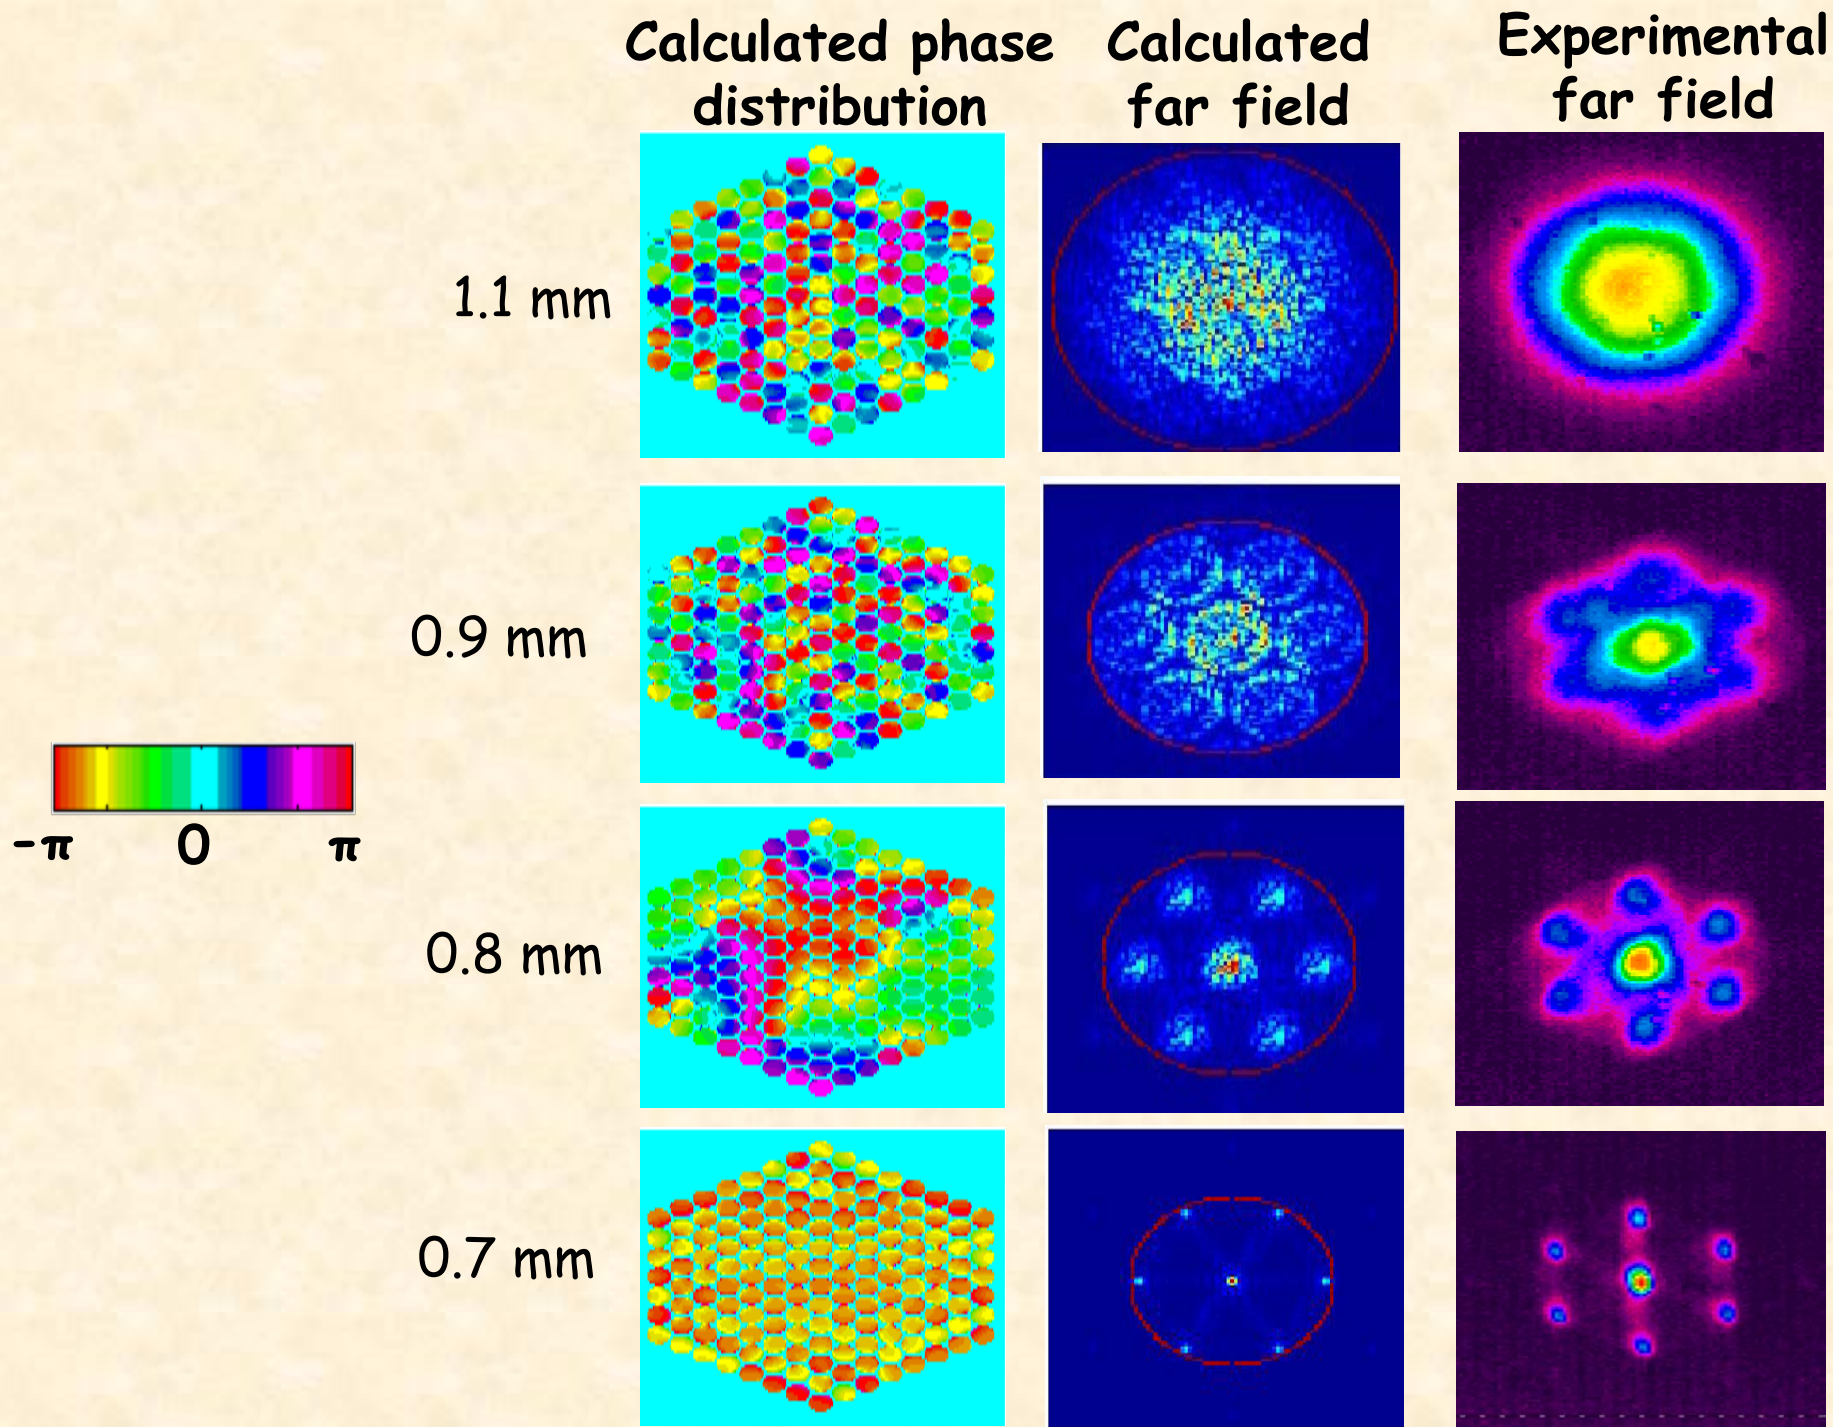 Calculated phase
distribution
Calculated
far field
Experimental
far field
1.1 mm
0.9 mm
-π 0 π
0.8 mm
0.7 mm